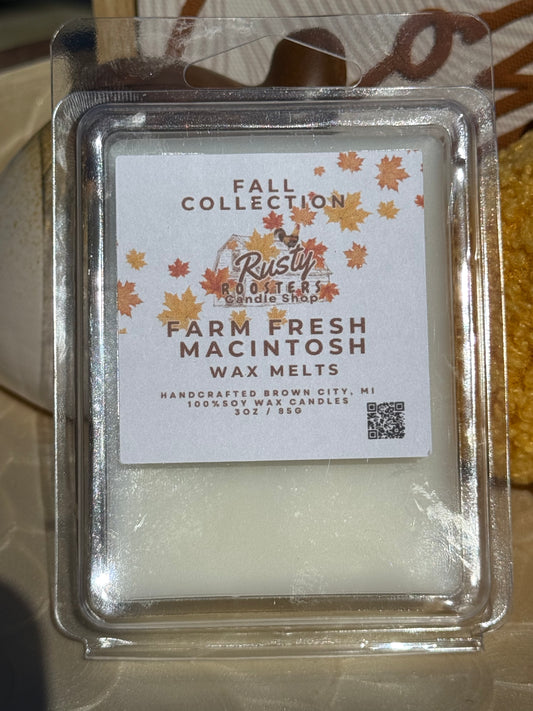 FALL
COLLECTION
Rusty
ROOSTERS
Candle Shop
FARM FRESH
MACINTOSH
WAX MELTS
HANDCRAFTED BROWN CITY, MI
100%SOY WAX CANDLES
3OZ / 85G